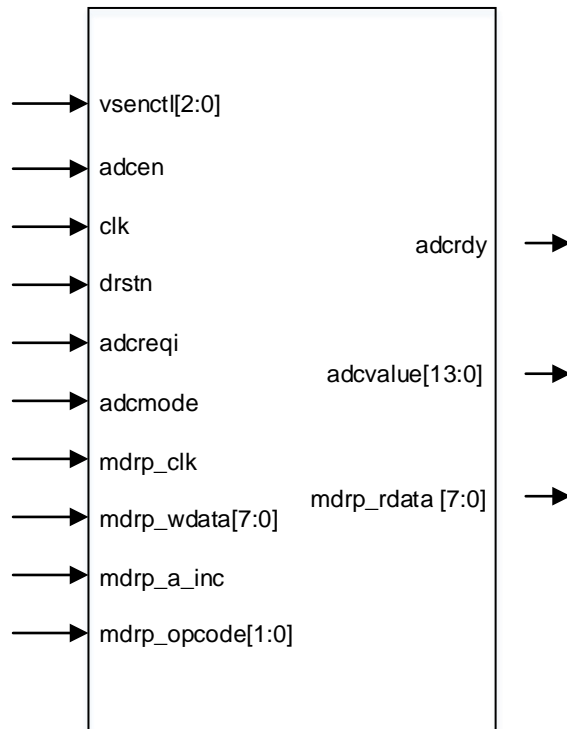 vsenctl[2:0]
adcen
clk
drstn
adcreqi
adcmode
mdrp_clk
mdrp_wdata[7:0]
mdrp_a_inc
mdrp_opcode[1:0]
adcrdy
adcvalue[13:0]
mdrp_rdata [7:0]